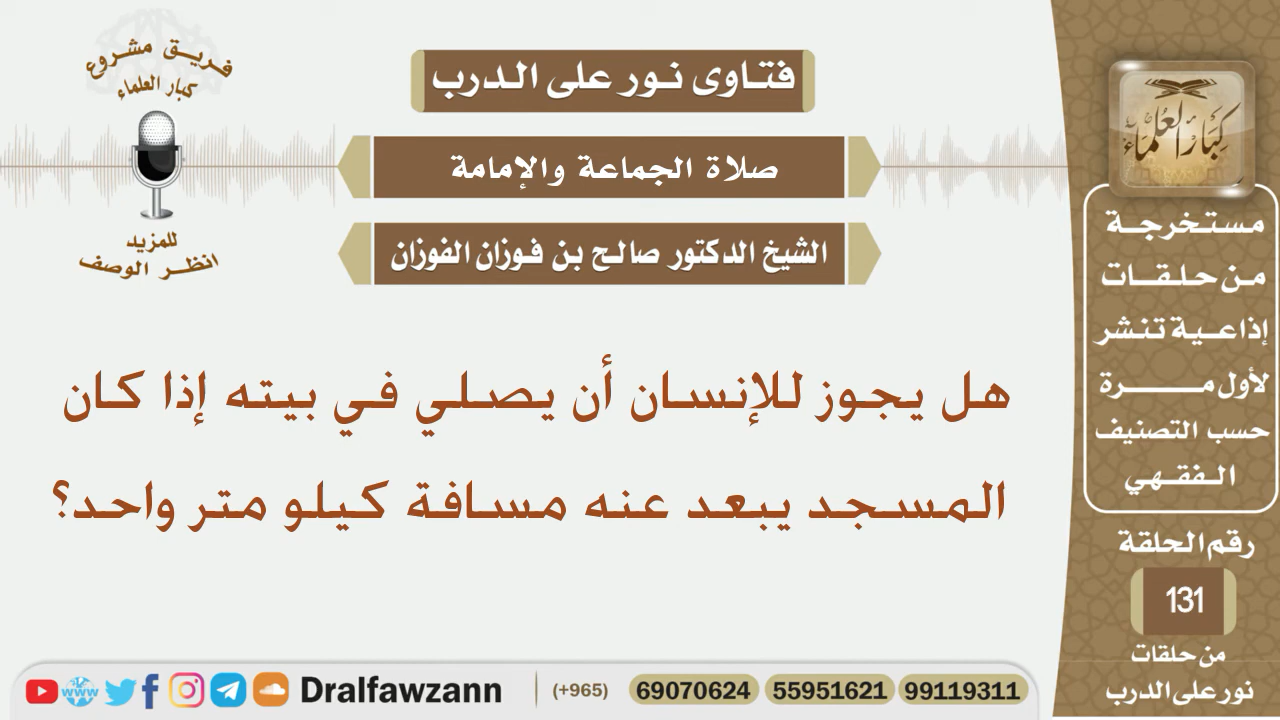 فريق مشروع
كبار العلماء
للمزيد
انظر الوصف
فتاوى نور على الدرب
صلاة الجماعة والإمامة
الشيخ الدكتور صالح بن فوزان الفوزان
هل يجوز للإنسان أن يصلي في بيته إذا كان
المسجد يبعد عنه مسافة كيلو متر واحد؟
كبار العلماء
مستخرجة
من حلقات
إذاعية تنشر
لأول مرة
حسب التصنيف
الفقهي
رقم الحلقة
131
من حلقات
نور على الدرب
www
Dralfawzann
(+965)
69070624
55951621
99119311